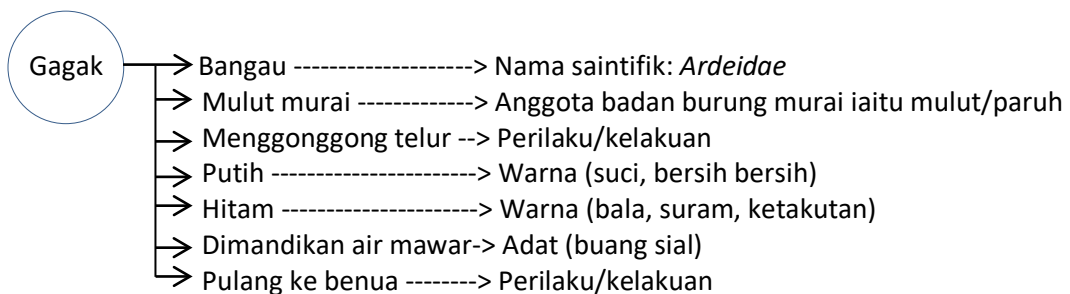 Gagak
Bangau --------------------> Nama saintifik: Ardeidae
Mulut murai -------------> Anggota badan burung murai iaitu mulut/paruh
Menggonggong telur --> Perilaku/kelakuan
Putih -----------------------> Warna (suci, bersih bersih)
Hitam ----------------------> Warna (bala, suram, ketakutan)
Dimandikan air mawar-> Adat (buang sial)
Pulang ke benua --------> Perilaku/kelakuan